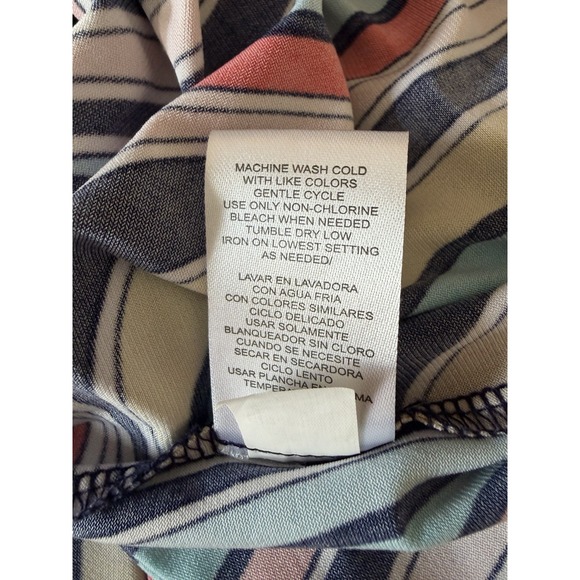 MACHINE WASH COLD
WITH LIKE COLORS
GENTLE CYCLE
USE ONLY NON-CHLORINE
BLEACH WHEN NEEDED
TUMBLE DRY LOW
IRON ON LOWEST SETTING
AS NEEDED/
LAVAR EN LAVADORA
CON AGUA FRIA
CON COLORES SIMILARES
CICLO DELICADO
USAR SOLAMENTE
BLANQUEADOR SIN CLORO
CUANDO SE NECESITE
SECAR EN SECARDORA
CICLO LENTO
USAR PLANCHA EN